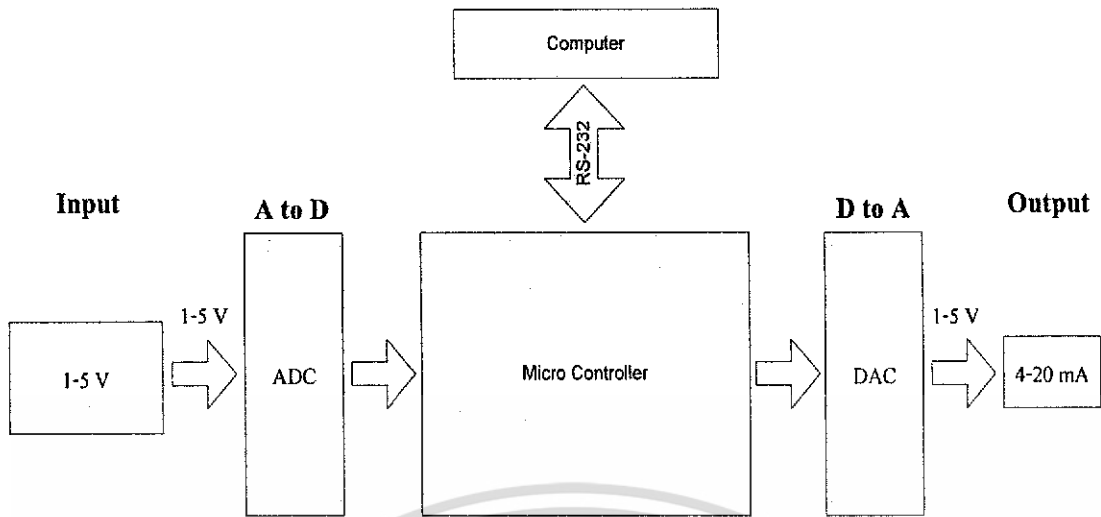 Computer
RS-232
Input
A to D
D to A
Output
1-5 V
1-5 V
1-5 V
ADC
Micro Controller
DAC
4-20 mA